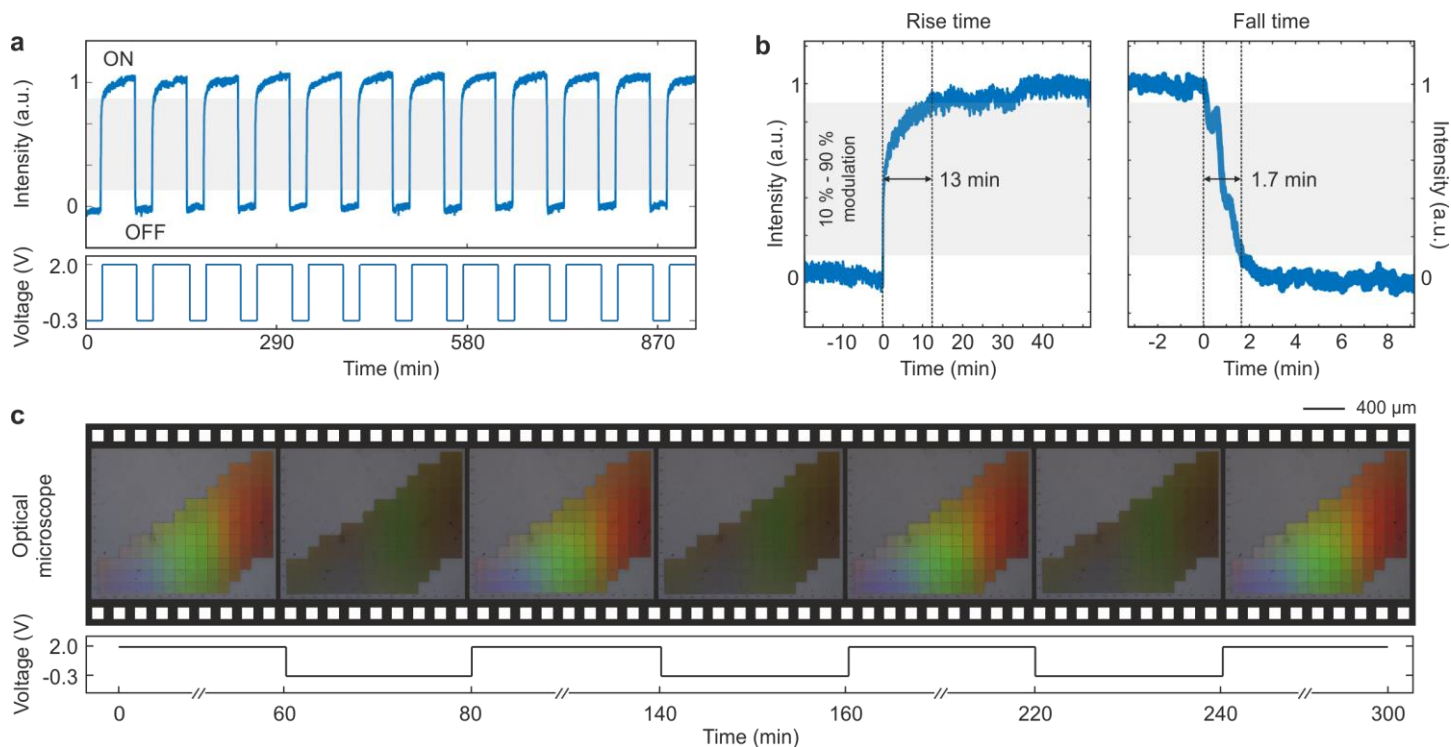 a
ON
OFF
Intensity (a.u.)
1
0
Voltage (V)
2.0
-0.3
0 290 580 870
Time (min)
b
Rise time
Intensity (a.u.)
1
0
10 % - 90 %
modulation
13 min
-10 0 10 20 40
Time (min)
Fall time
1.7 min
1
0
Intensity (a.u.)
-2 0 2 4 6 8
Time (min)
c
400 µm
Optical
microscope
Voltage (V)
2.0
-0.3
0 60 80 140 160 220 240 300
Time (min)